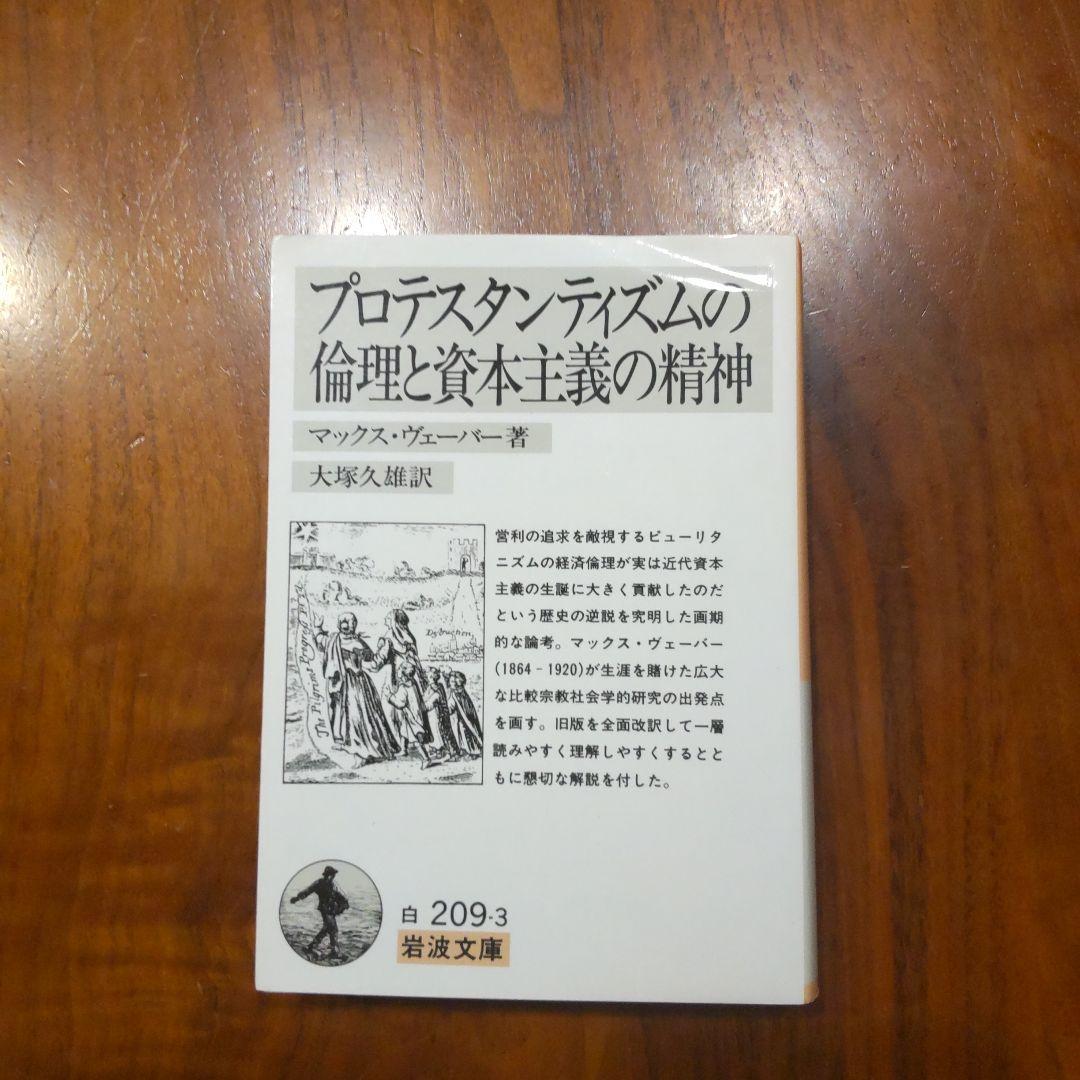 プロテスタンティズムの
倫理と資本主義の精神
マックス・ヴェーバー著
大塚久雄訳
The Pilgrims Progress
Destruction
営利の追求を敵視するピューリタ
ニズムの経済倫理が実は近代資本
主義の生誕に大きく貢献したのだ
という歴史の逆説を究明した画期
的な論考。マックス・ヴェーバー
(1864‐1920)が生涯を賭けた広大
な比較宗教社会学的研究の出発点
を画す。旧版を全面改訳して一層
読みやすく理解しやすくするとと
もに懇切な解説を付した。
白 209-3
岩波文庫